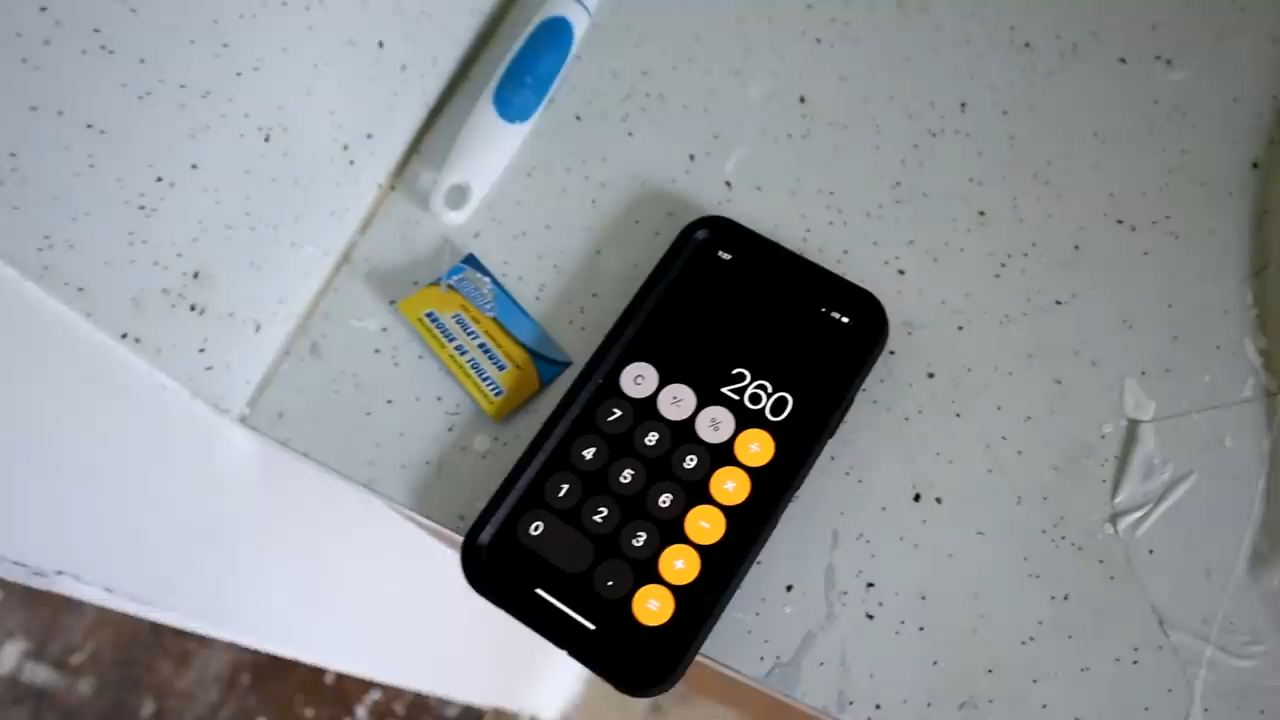 TOILET BRUSH
BROSSE DE TOILETTE
260
C +/- %  ÷
7 8 9 ×
4 5 6 −
1 2 3 +
0 , =